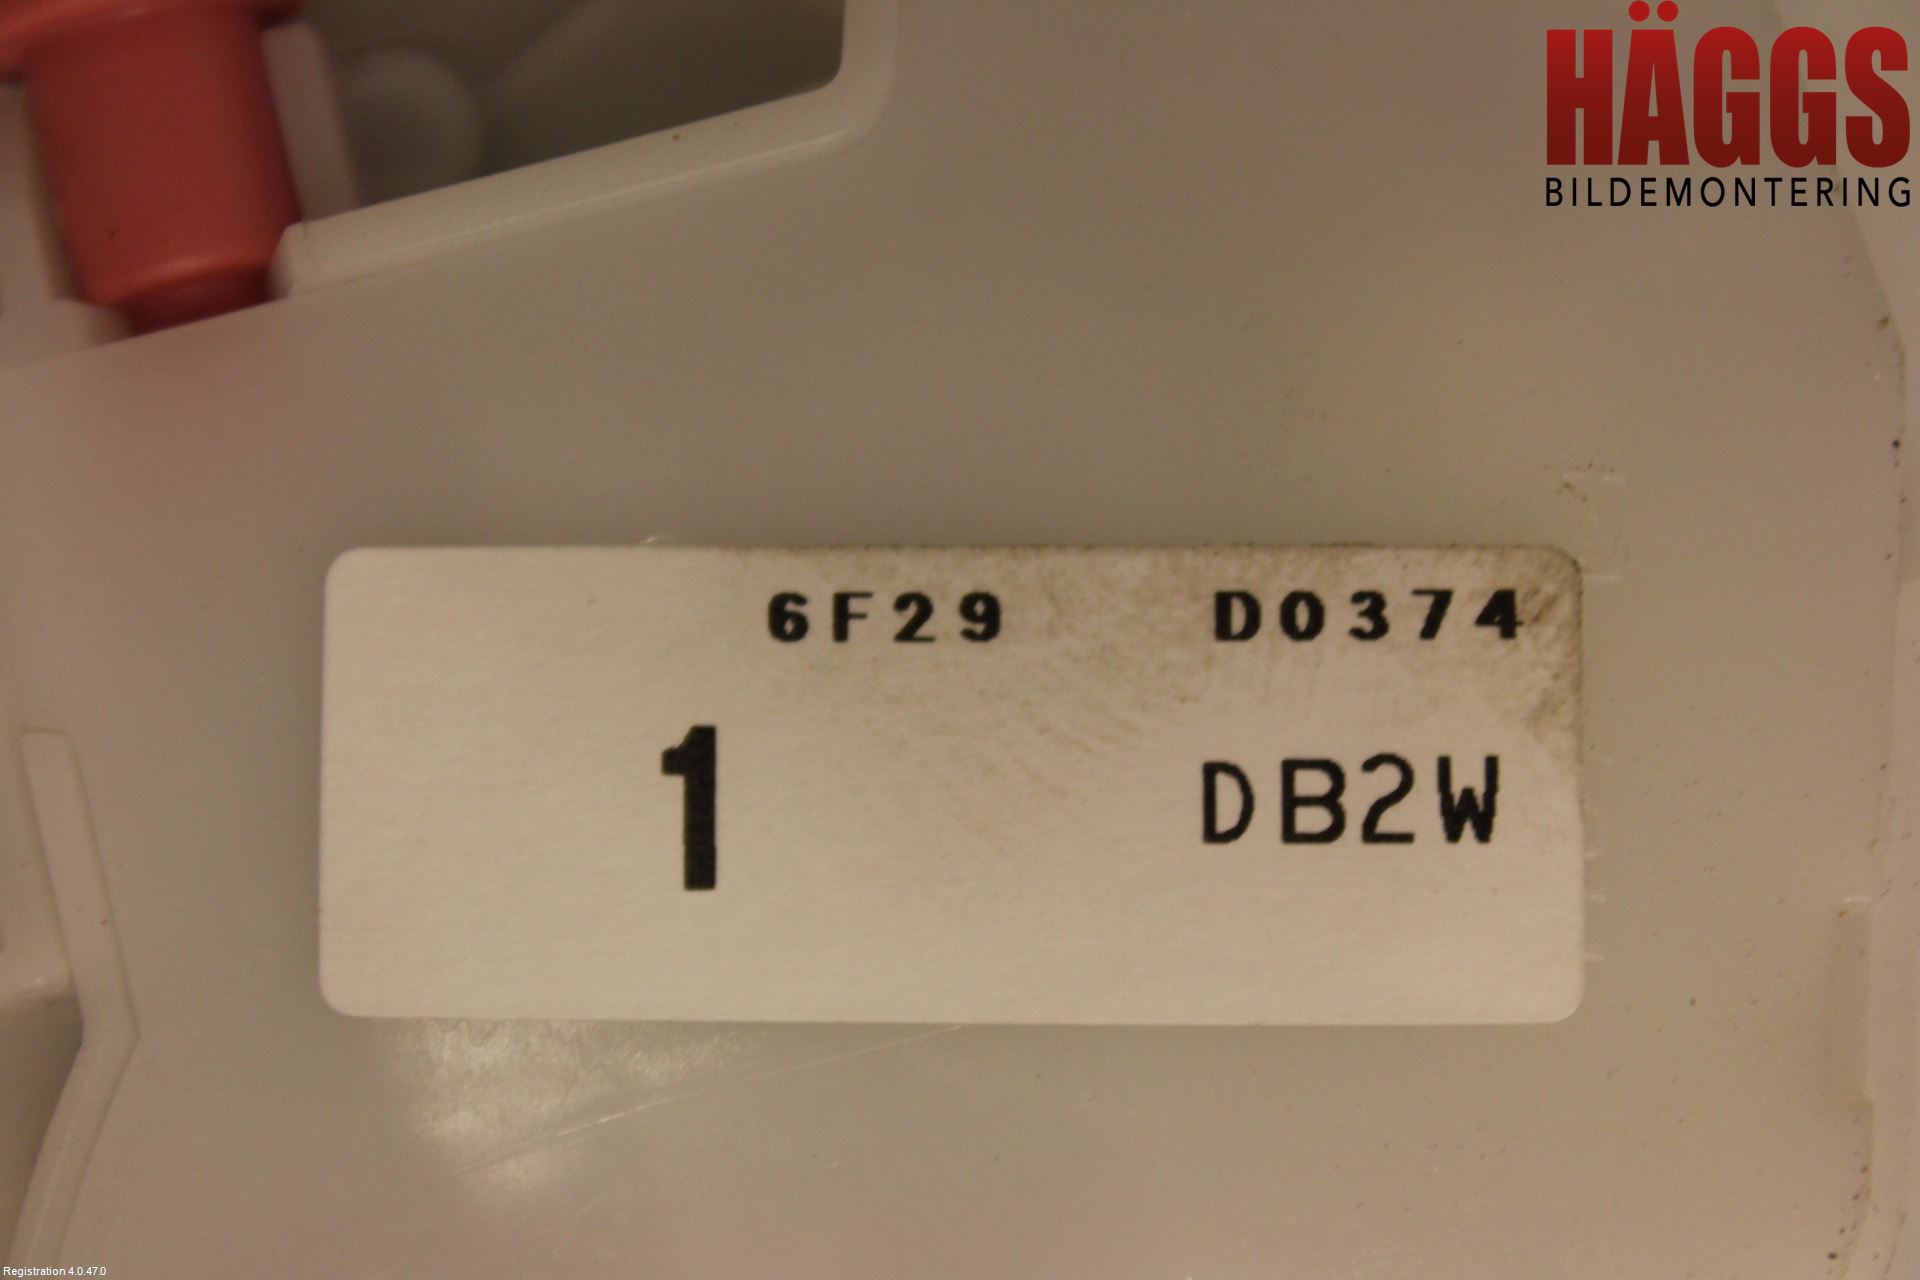 HÄGGS
BILDEMONTERING
6F29 D0374
1 DB2W
Registration 4.0.47.0